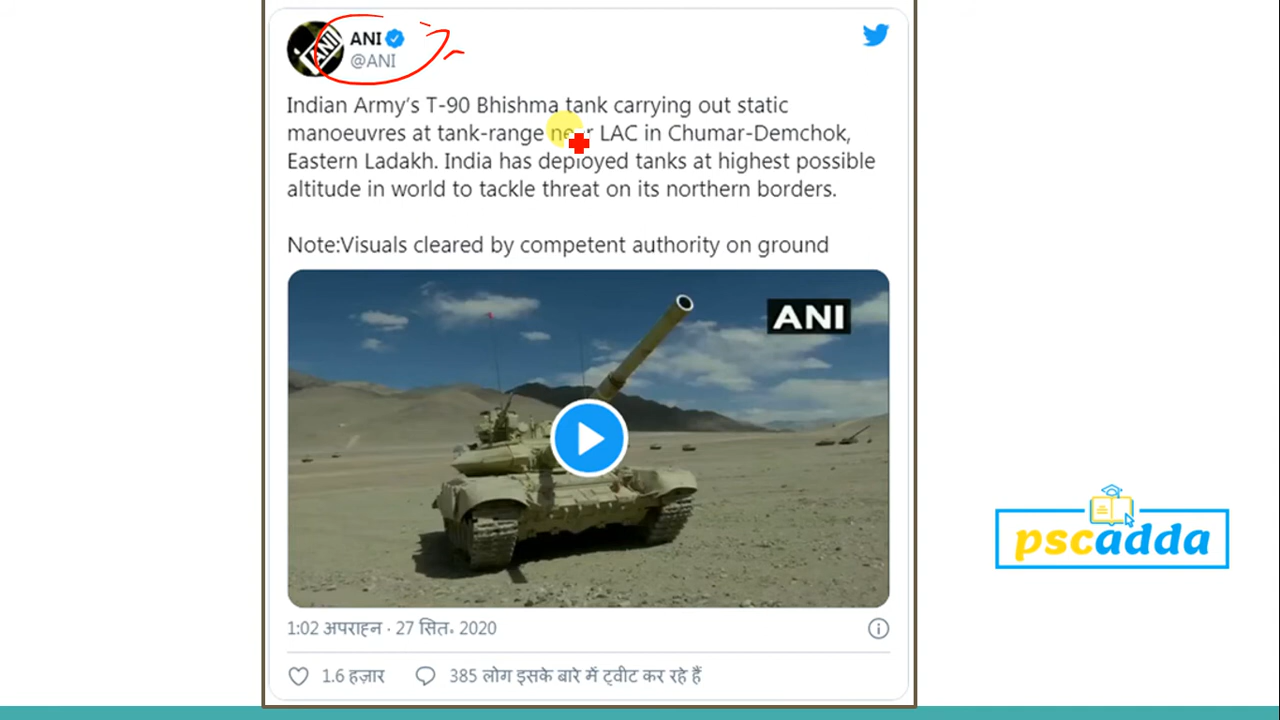 ANI
@ANI
Indian Army's T-90 Bhishma tank carrying out static
manoeuvres at tank-range near LAC in Chumar-Demchok,
Eastern Ladakh. India has deployed tanks at highest possible
altitude in world to tackle threat on its northern borders.
Note:Visuals cleared by competent authority on ground
ANI
1:02 अपराह्न · 27 सित॰ 2020
1.6 हज़ार
385 लोग इसके बारे में ट्वीट कर रहे हैं
pscadda